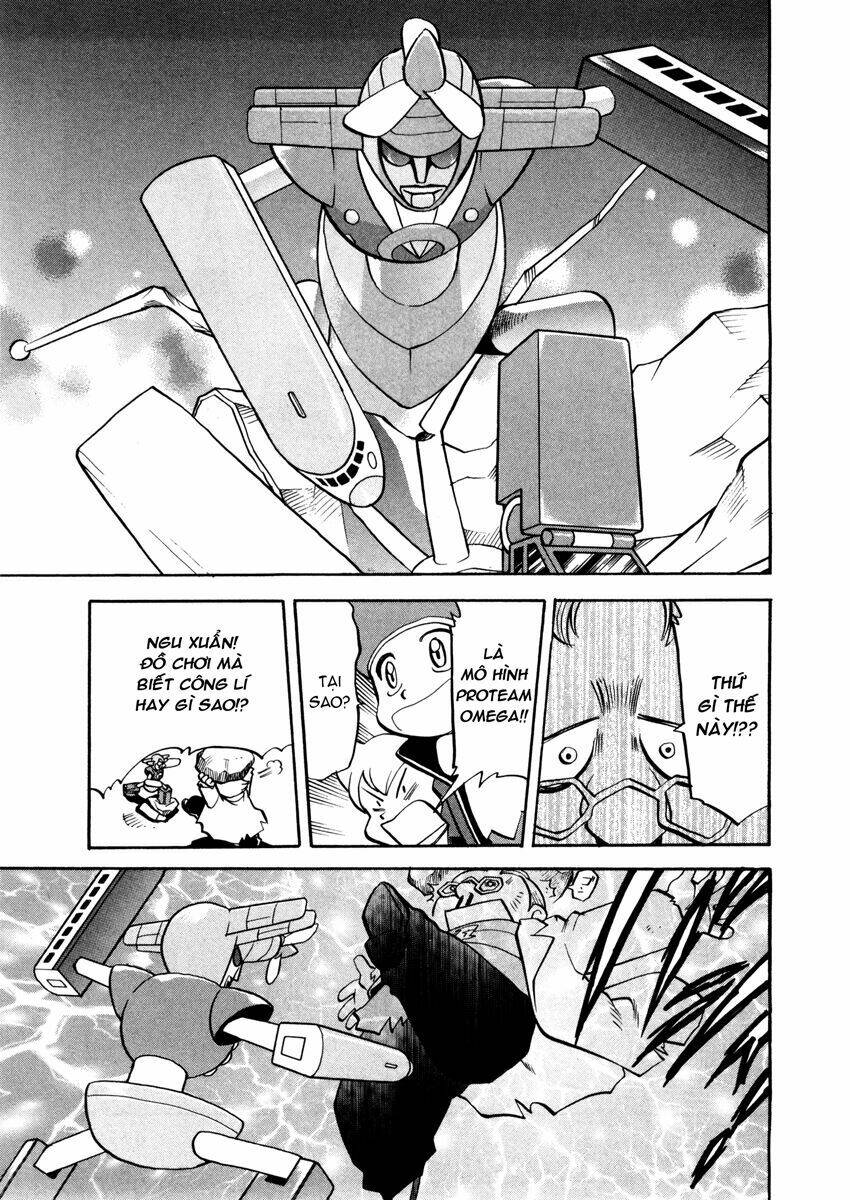 THỨ
GÌ THẾ
NÀY!??
LÀ
MÔ HÌNH
PROTEAM
OMEGA!!
TẠI
SAO?
NGU XUẨN!
ĐỒ CHƠI MÀ
BIẾT CÔNG LÍ
HAY GÌ SAO!?